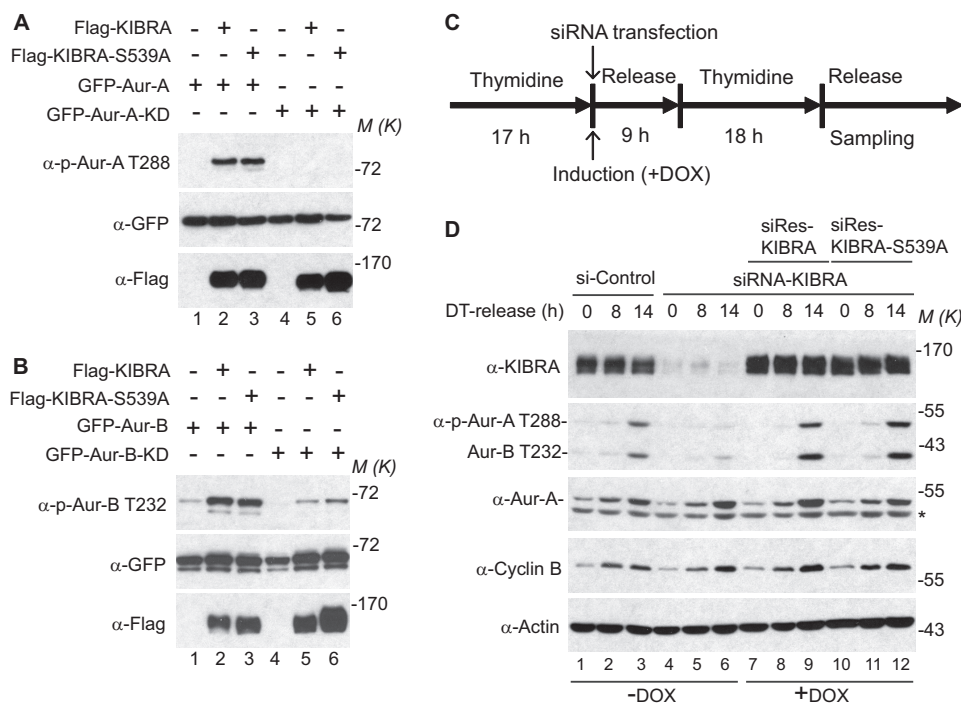 A
Flag-KIBRA - + - - + -
Flag-KIBRA-S539A - - + - - +
GFP-Aur-A + + + - - -
GFP-Aur-A-KD - - - + + +
M (K)
α-p-Aur-A T288
-72
α-GFP
-72
α-Flag
-170
1 2 3 4 5 6
B
Flag-KIBRA - + - - + -
Flag-KIBRA-S539A - - + - - +
GFP-Aur-B + + + - - -
GFP-Aur-B-KD - - - + + +
M (K)
α-p-Aur-B T232
-72
α-GFP
-72
α-Flag
-170
1 2 3 4 5 6
C
siRNA transfection
Thymidine Release Thymidine Release
17 h 9 h 18 h Sampling
Induction (+DOX)
D
siRes- siRes-
KIBRA KIBRA-S539A
si-Control siRNA-KIBRA
DT-release (h) 0 8 14 0 8 14 0 8 14 0 8 14 M (K)
-170
α-KIBRA
α-p-Aur-A T288- -55
Aur-B T232- -43
α-Aur-A- -55
*
α-Cyclin B
-55
α-Actin -43
1 2 3 4 5 6 7 8 9 10 11 12
-DOX +DOX